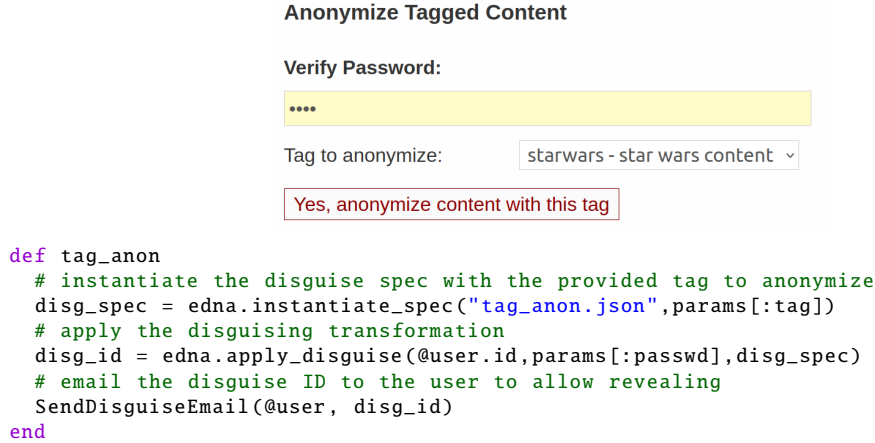 Anonymize Tagged Content
Verify Password:
••••
Tag to anonymize: starwars - star wars content
Yes, anonymize content with this tag
def tag_anon
  # instantiate the disguise spec with the provided tag to anonymize
  disg_spec = edna.instantiate_spec("tag_anon.json",params[:tag])
  # apply the disguising transformation
  disg_id = edna.apply_disguise(@user.id,params[:passwd],disg_spec)
  # email the disguise ID to the user to allow revealing
  SendDisguiseEmail(@user, disg_id)
end